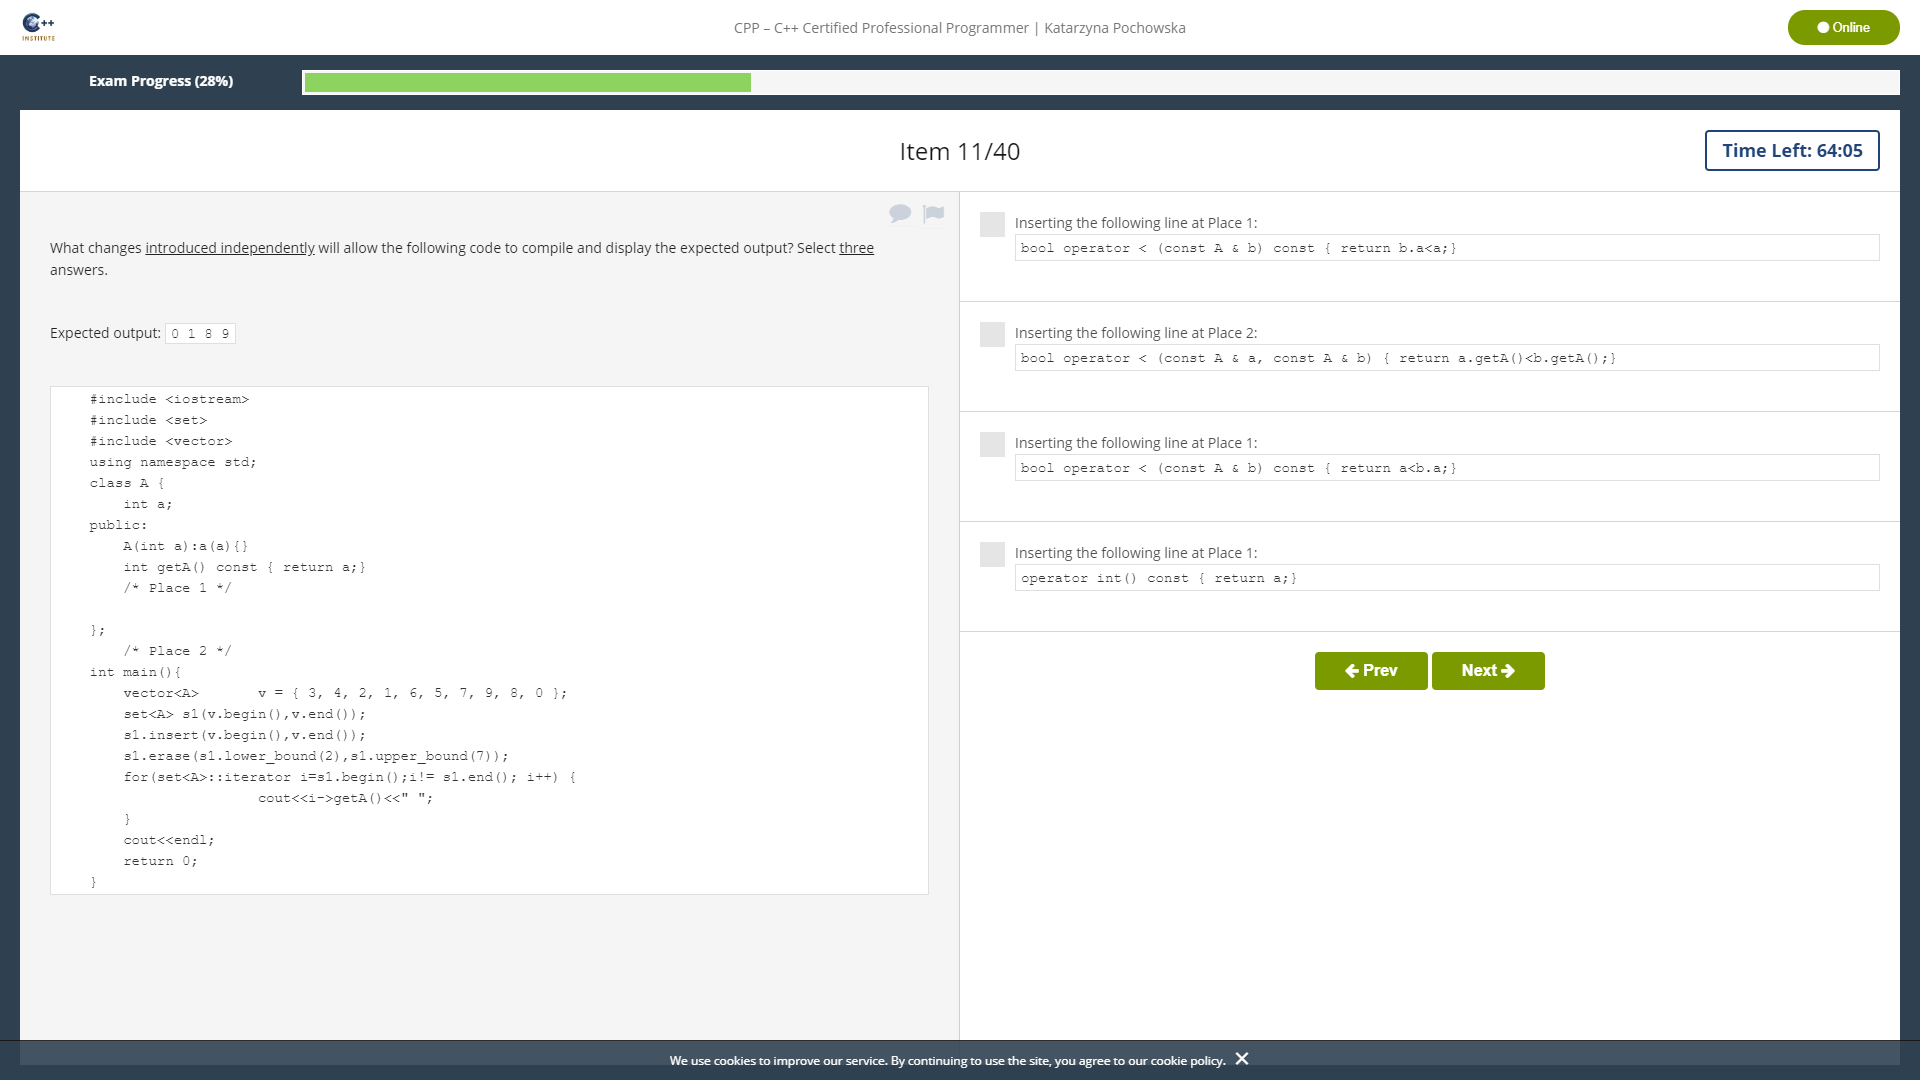 C++
INSTITUTE
CPP – C++ Certified Professional Programmer | Katarzyna Pochowska
Online
Exam Progress (28%)
Item 11/40
Time Left: 64:05
What changes introduced independently will allow the following code to compile and display the expected output? Select three
answers.
Expected output: 0 1 8 9
#include <iostream>
#include <set>
#include <vector>
using namespace std;
class A {
    int a;
public:
    A(int a):a(a){}
    int getA() const { return a;}
    /* Place 1 */
};
    /* Place 2 */
int main(){
    vector<A>       v = { 3, 4, 2, 1, 6, 5, 7, 9, 8, 0 };
    set<A> s1(v.begin(),v.end());
    s1.insert(v.begin(),v.end());
    s1.erase(s1.lower_bound(2),s1.upper_bound(7));
    for(set<A>::iterator i=s1.begin();i!= s1.end(); i++) {
                    cout<<i->getA()<<" ";
    }
    cout<<endl;
    return 0;
}
Inserting the following line at Place 1:
bool operator < (const A & b) const { return b.a<a;}
Inserting the following line at Place 2:
bool operator < (const A & a, const A & b) { return a.getA()<b.getA();}
Inserting the following line at Place 1:
bool operator < (const A & b) const { return a<b.a;}
Inserting the following line at Place 1:
operator int() const { return a;}
Prev
Next
We use cookies to improve our service. By continuing to use the site, you agree to our cookie policy.